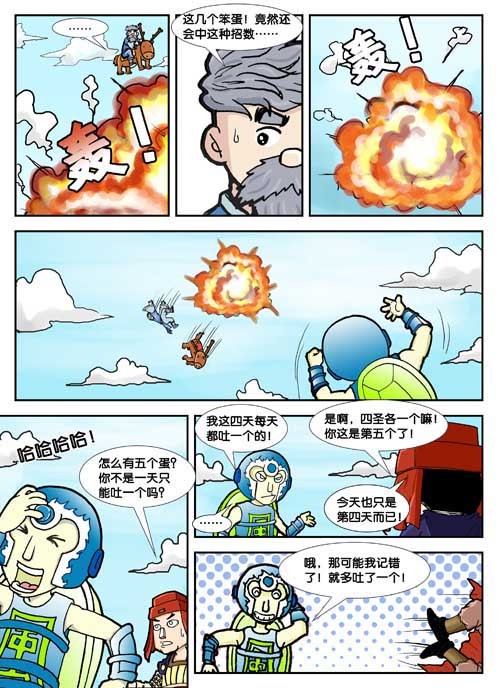 ……
轰！
这几个笨蛋！竟然还
会中这种招数……
轰！
哈哈哈哈！
怎么有五个蛋？
你不是一天只
能吐一个吗？
我这四天每天
都吐一个的！
是啊，四圣各一个嘛！
你这是第五个了！
……
今天也只是
第四天而已！
哦，那可能我记错
了！就多吐了一个！